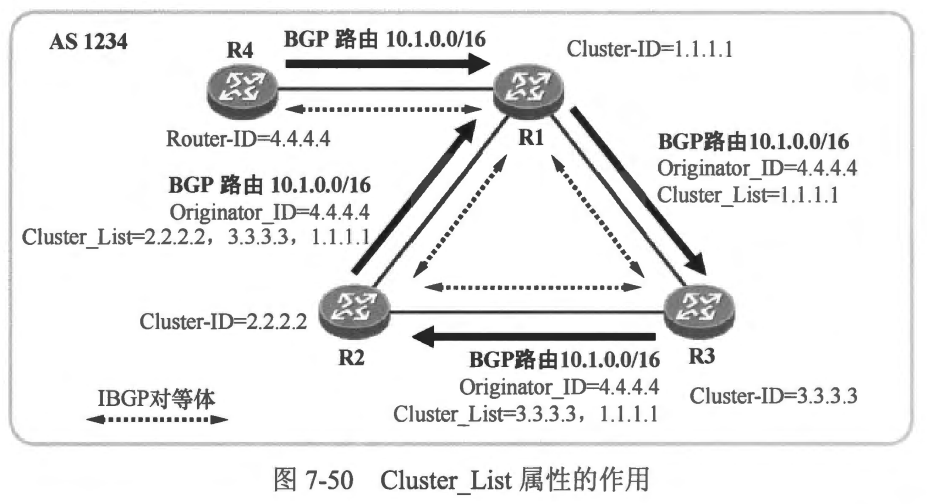 AS 1234
R4
BGP 路由 10.1.0.0/16
Cluster-ID=1.1.1.1
R1
Router-ID=4.4.4.4
BGP路由10.1.0.0/16
Originator_ID=4.4.4.4
Cluster_List=1.1.1.1
BGP 路由 10.1.0.0/16
Originator_ID=4.4.4.4
Cluster_List=2.2.2.2，3.3.3.3，1.1.1.1
Cluster-ID=2.2.2.2
R2
R3
BGP路由10.1.0.0/16
Originator_ID=4.4.4.4
Cluster_List=3.3.3.3，1.1.1.1
Cluster-ID=3.3.3.3
IBGP对等体
图 7-50 Cluster_List 属性的作用